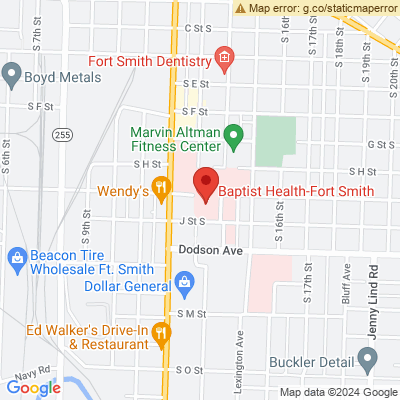 Map error: g.co/staticmaperror
C St S
S 7th St
S 16th St
S 17th St
S 18th St
S 19th St
S 20th St
Fort Smith Dentistry
Boyd Metals
S E St
S F St
S F St
Marvin Altman
Fitness Center
255
G St S
S 6th St
S H St
S H St
Wendy's
Baptist Health-Fort Smith
S 9th St
J St S
S 16th St
Dodson Ave
Beacon Tire
Wholesale Ft. Smith
Dollar General
S 17th St
Bluff Ave
Jenny Lind Rd
S M St
Ed Walker's Drive-In
& Restaurant
Lexington Ave
Buckler Detail
Navy Rd
S O St
Google
Map data ©2024 Google